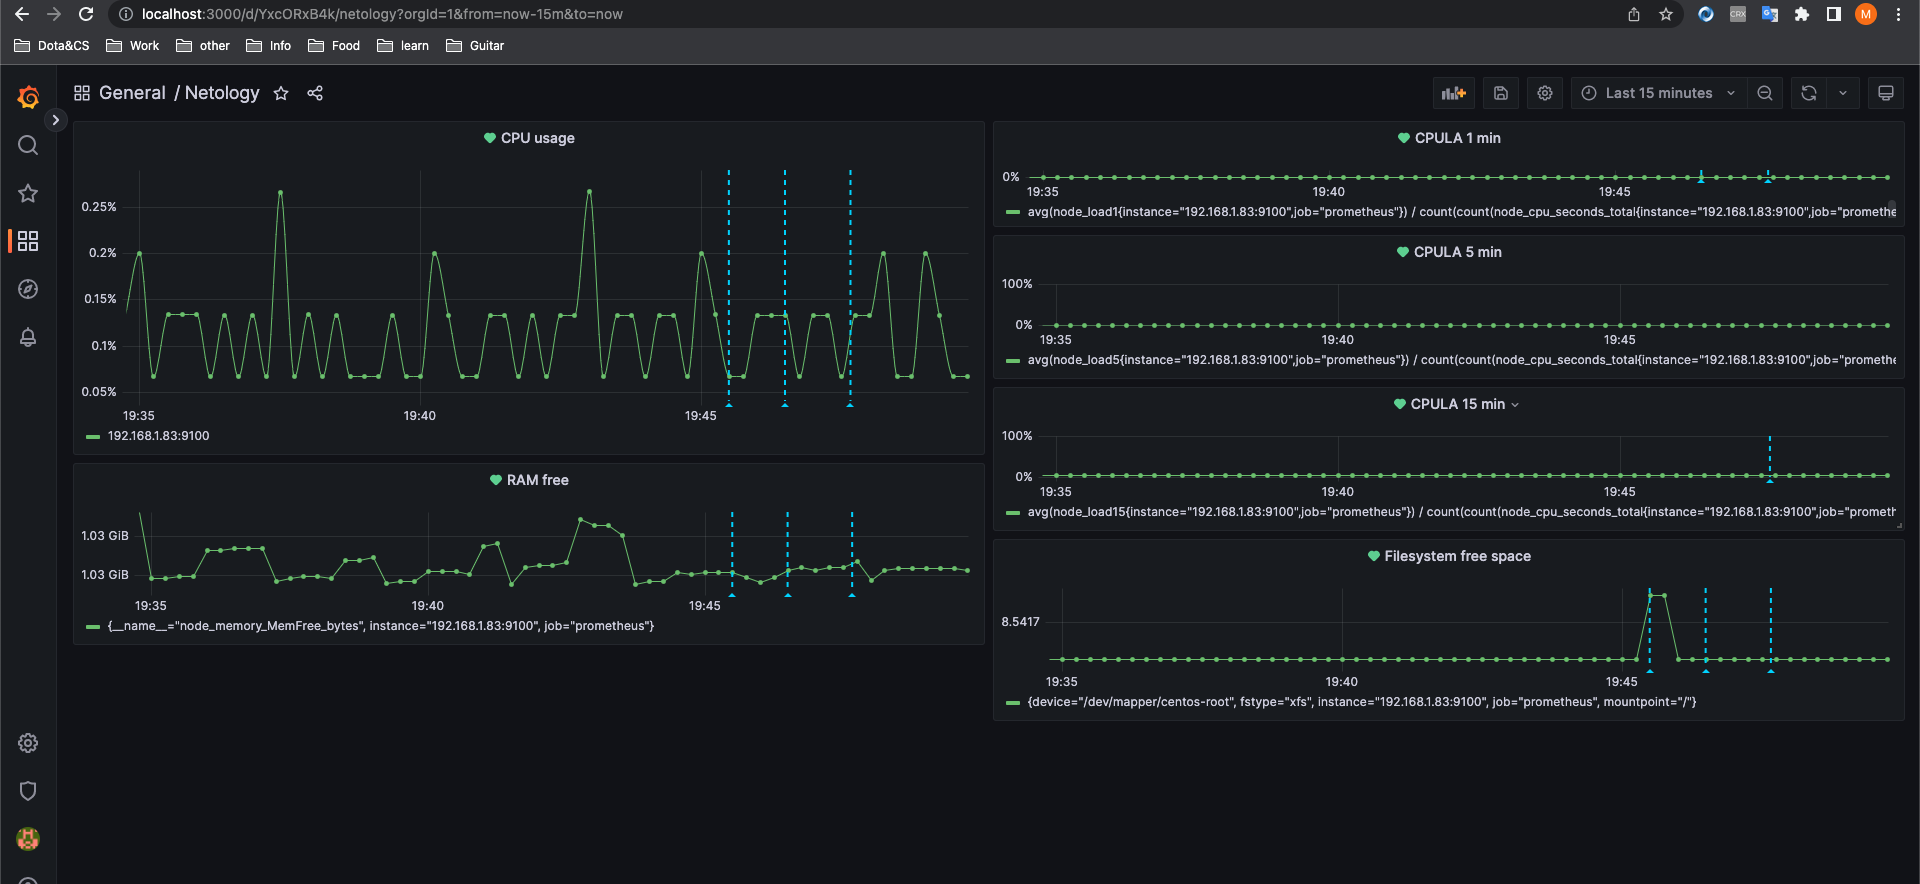 localhost:3000/d/YxcORxB4k/netology?orgId=1&from=now-15m&to=now
CRX
M
Dota&CS Work other Info Food learn Guitar
General / Netology
Last 15 minutes
CPU usage
0.25%
0.2%
0.15%
0.1%
0.05%
19:35 19:40 19:45
192.168.1.83:9100
RAM free
1.03 GiB
1.03 GiB
19:35 19:40 19:45
{__name__="node_memory_MemFree_bytes", instance="192.168.1.83:9100", job="prometheus"}
CPULA 1 min
0%
19:35 19:40 19:45
avg(node_load1{instance="192.168.1.83:9100",job="prometheus"}) / count(count(node_cpu_seconds_total{instance="192.168.1.83:9100",job="promethe
CPULA 5 min
100%
0%
19:35 19:40 19:45
avg(node_load5{instance="192.168.1.83:9100",job="prometheus"}) / count(count(node_cpu_seconds_total{instance="192.168.1.83:9100",job="promethe
CPULA 15 min
100%
0%
19:35 19:40 19:45
avg(node_load15{instance="192.168.1.83:9100",job="prometheus"}) / count(count(node_cpu_seconds_total{instance="192.168.1.83:9100",job="prometh
Filesystem free space
8.5417
19:35 19:40 19:45
{device="/dev/mapper/centos-root", fstype="xfs", instance="192.168.1.83:9100", job="prometheus", mountpoint="/"}